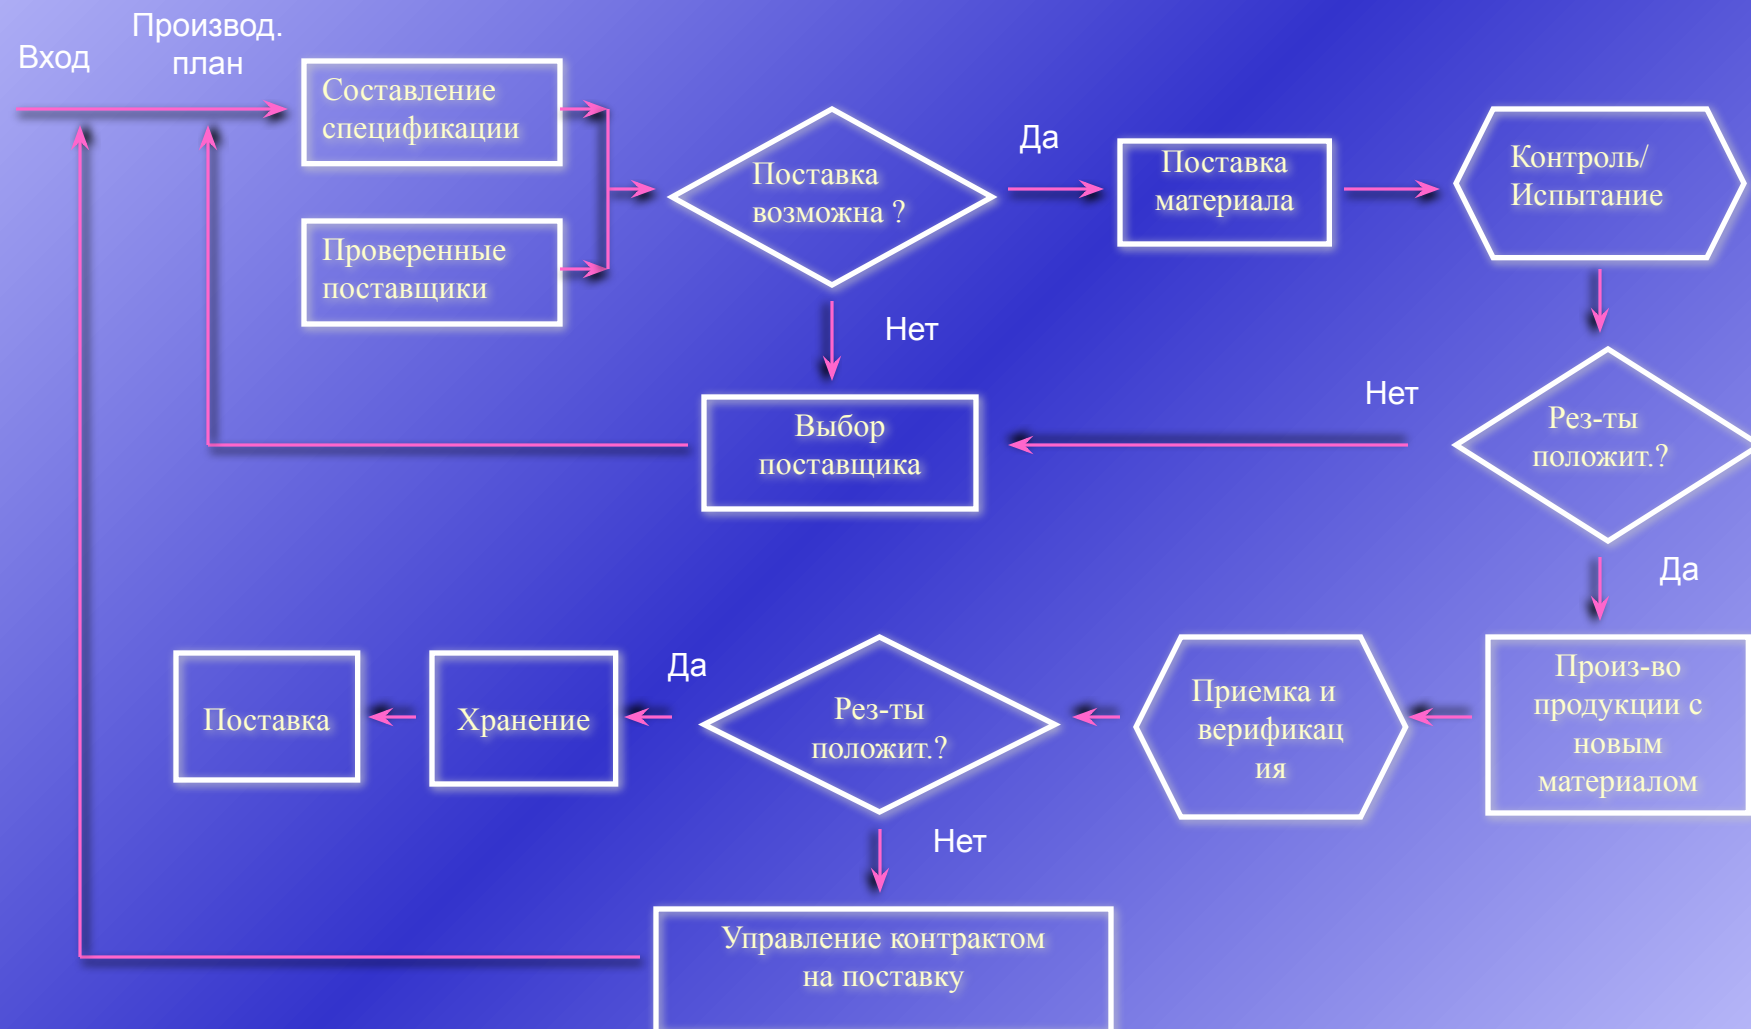 Вход
Производ.
план
Составление
спецификации
Проверенные
поставщики
Поставка
возможна ?
Да
Поставка
материала
Контроль/
Испытание
Нет
Выбор
поставщика
Нет
Рез-ты
положит.?
Да
Поставка
Хранение
Да
Рез-ты
положит.?
Приемка и
верификац
ия
Произ-во
продукции с
новым
материалом
Нет
Управление контрактом
на поставку